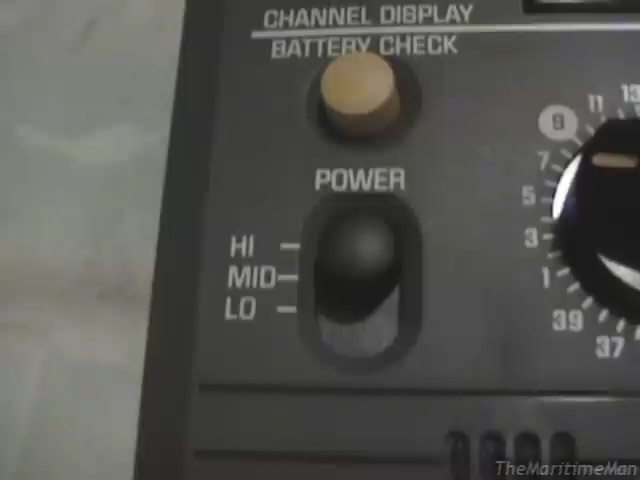 CHANNEL DISPLAY
BATTERY CHECK
POWER
HI
MID
LO
13
11
9
7
5
3
1
39
37
TheMaritimeMan